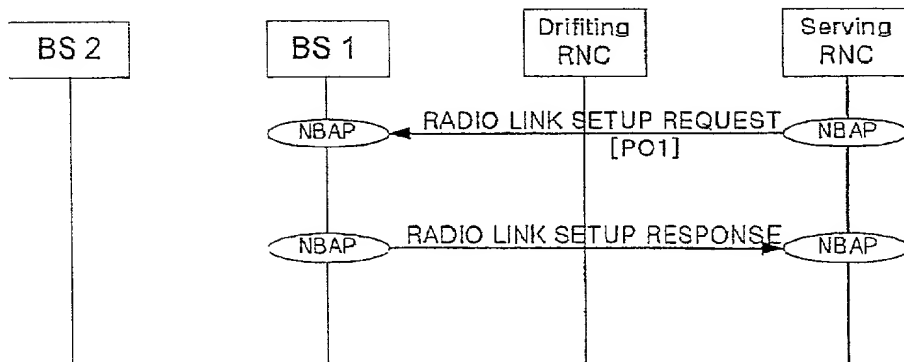 BS 2
BS 1
Drifiting
RNC
Serving
RNC
NBAP
RADIO LINK SETUP REQUEST
[PO1]
NBAP
NBAP
RADIO LINK SETUP RESPONSE
NBAP